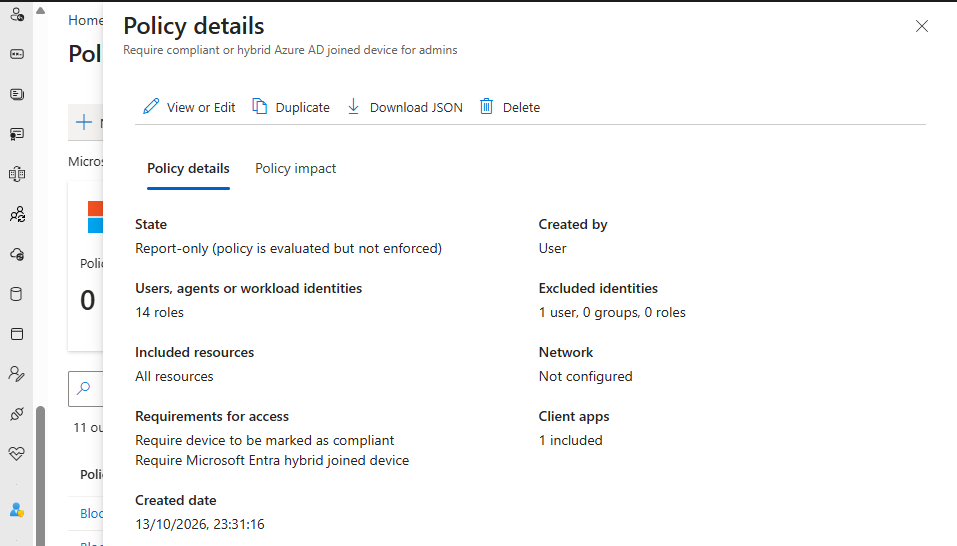 Home
Policy details
Require compliant or hybrid Azure AD joined device for admins
Pol
View or Edit Duplicate Download JSON Delete
Micros
Policy details Policy impact
State
Report-only (policy is evaluated but not enforced)
Created by
User
Users, agents or workload identities
14 roles
Excluded identities
1 user, 0 groups, 0 roles
Included resources
All resources
Network
Not configured
Requirements for access
Require device to be marked as compliant
Require Microsoft Entra hybrid joined device
Client apps
1 included
Created date
13/10/2026, 23:31:16
Polic
0
11 ou
Polic
Bloc